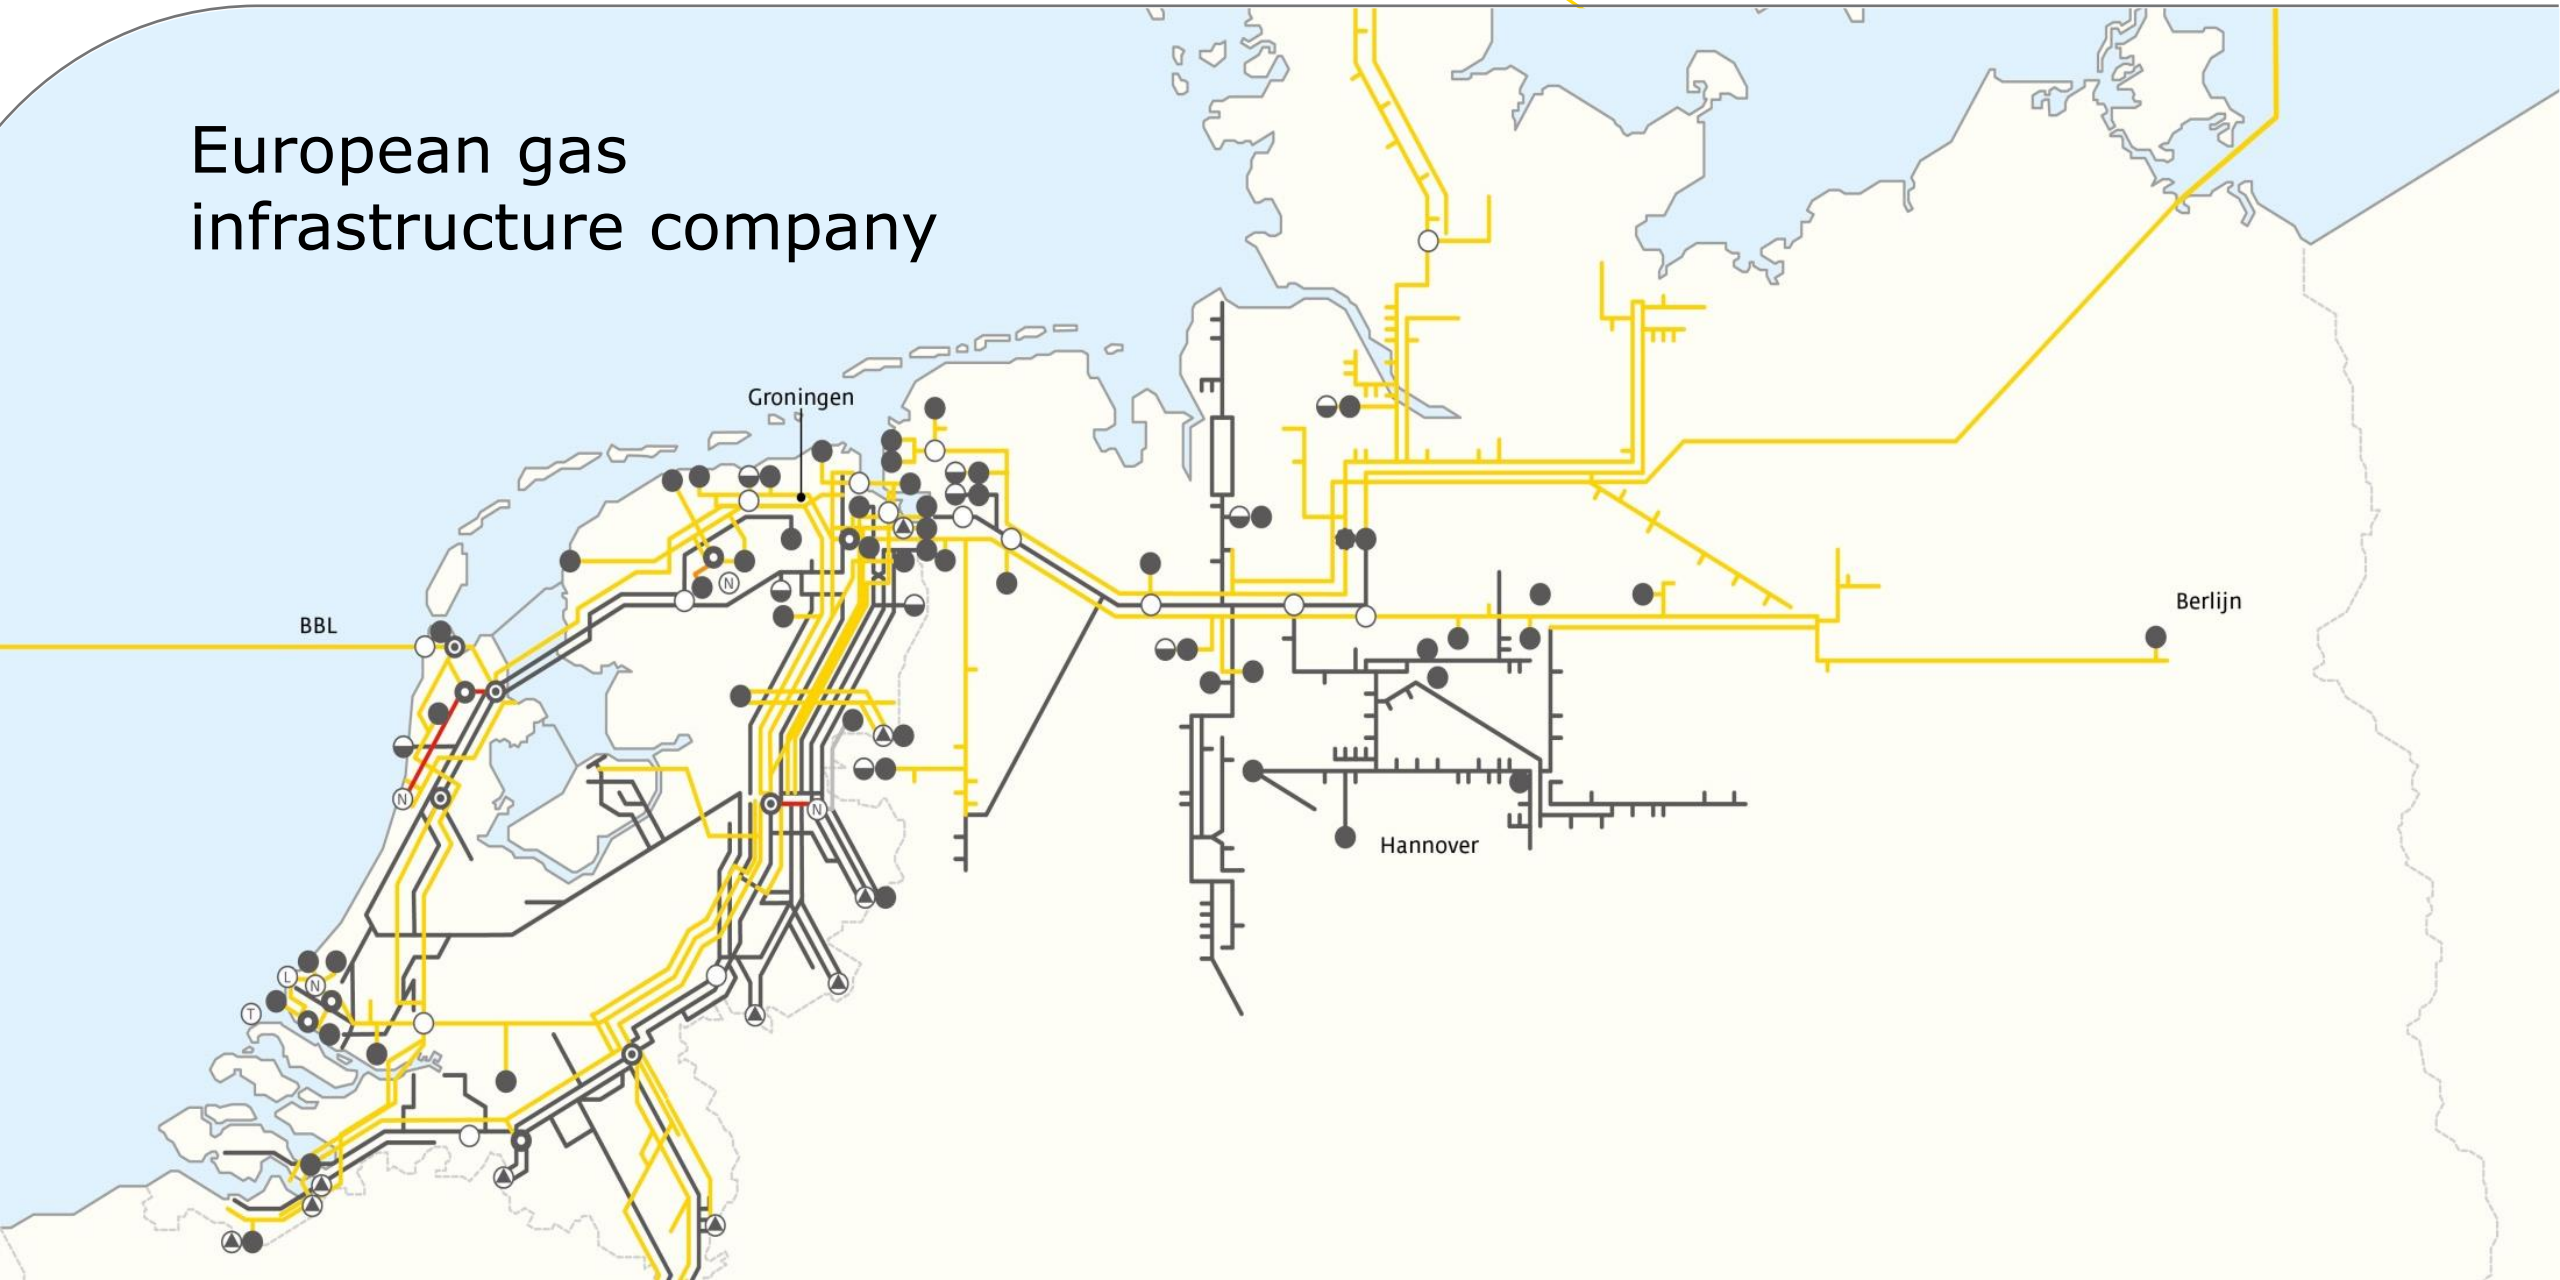 European gas
infrastructure company
Groningen
BBL
Berlijn
N
N
N
Hannover
L
N
T